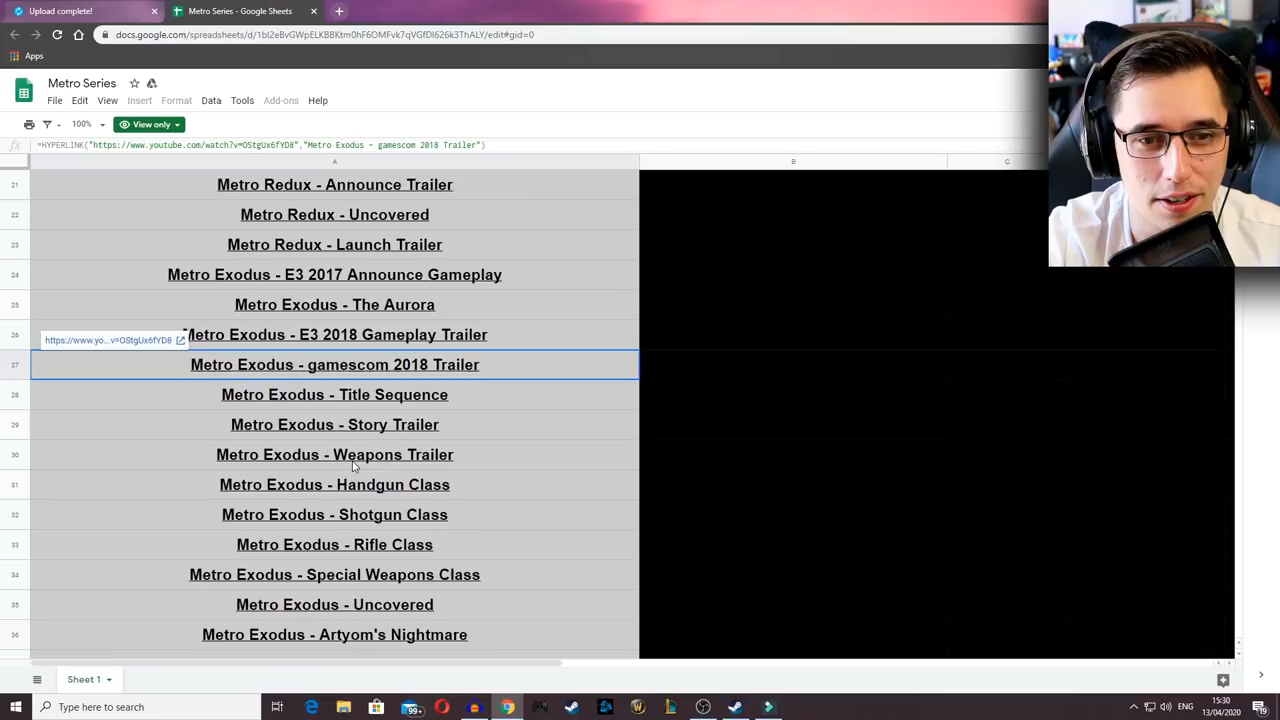 Upload complete!
Metro Series - Google Sheets
docs.google.com/spreadsheets/d/1bI2eBvGWpELKBBKtm0hF6OMFvk7qVGfDl626k3ThALY/edit#gid=0
Apps
Metro Series
File Edit View Insert Format Data Tools Add-ons Help
100% View only
fx =HYPERLINK("https://www.youtube.com/watch?v=OStgUx6fYD8","Metro Exodus - gamescom 2018 Trailer")
A B C
21 Metro Redux - Announce Trailer
22 Metro Redux - Uncovered
23 Metro Redux - Launch Trailer
24 Metro Exodus - E3 2017 Announce Gameplay
25 Metro Exodus - The Aurora
26 Metro Exodus - E3 2018 Gameplay Trailer
https://www.yo...v=OStgUx6fYD8
27 Metro Exodus - gamescom 2018 Trailer
28 Metro Exodus - Title Sequence
29 Metro Exodus - Story Trailer
30 Metro Exodus - Weapons Trailer
31 Metro Exodus - Handgun Class
32 Metro Exodus - Shotgun Class
33 Metro Exodus - Rifle Class
34 Metro Exodus - Special Weapons Class
35 Metro Exodus - Uncovered
36 Metro Exodus - Artyom's Nightmare
Sheet 1
Type here to search
99+
ENG
15:30
13/04/2020
19